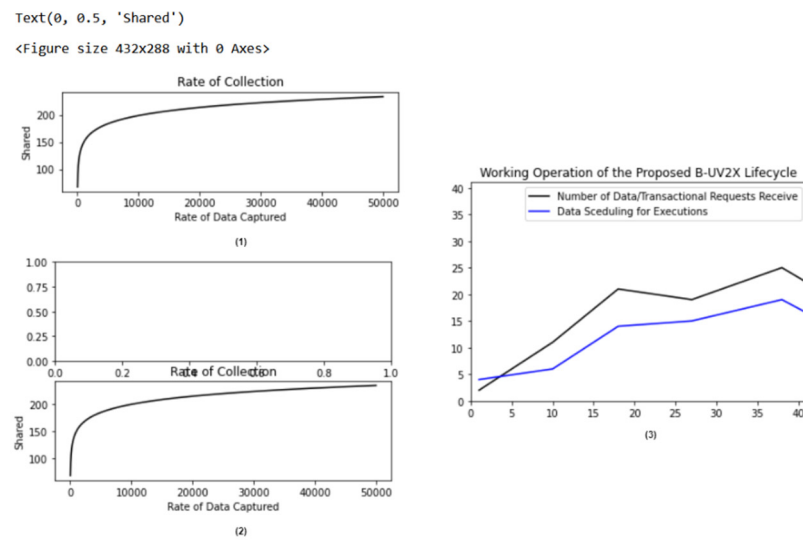 Text(0, 0.5, 'Shared')
<Figure size 432x288 with 0 Axes>
Rate of Collection
200
150
100
Shared
0 10000 20000 30000 40000 50000
Rate of Data Captured
(1)
1.00
0.75
0.50
0.25
0.00
0.0 0.2 0.4 0.6 0.8 1.0
Rate of Collection
200
150
100
Shared
0 10000 20000 30000 40000 50000
Rate of Data Captured
(2)
Working Operation of the Proposed B-UV2X Lifecycle
Number of Data/Transactional Requests Receive
Data Sceduling for Executions
40
35
30
25
20
15
10
5
0
0 5 10 15 20 25 30 35 40
(3)